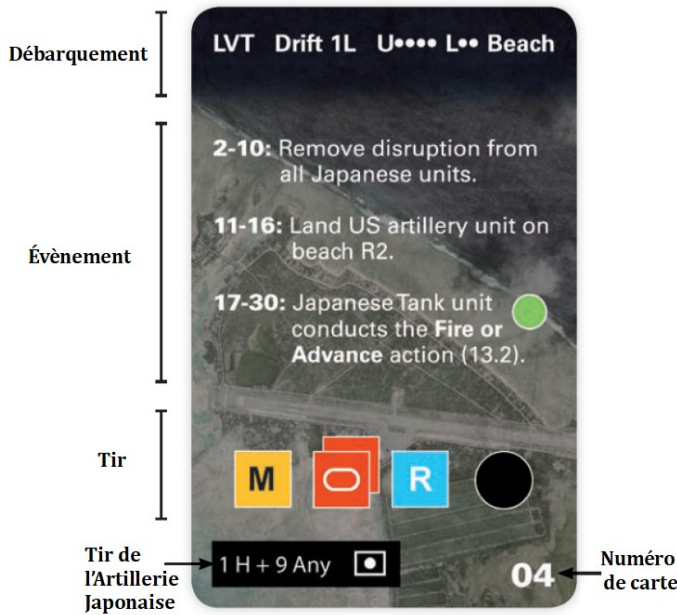 Débarquement
LVT Drift 1L U•••• L•• Beach
Évènement
2-10: Remove disruption from
all Japanese units.
11-16: Land US artillery unit on
beach R2.
17-30: Japanese Tank unit
conducts the Fire or
Advance action (13.2).
Tir
M R
Tir de
l'Artillerie
Japonaise
1 H + 9 Any
04
Numéro
de carte